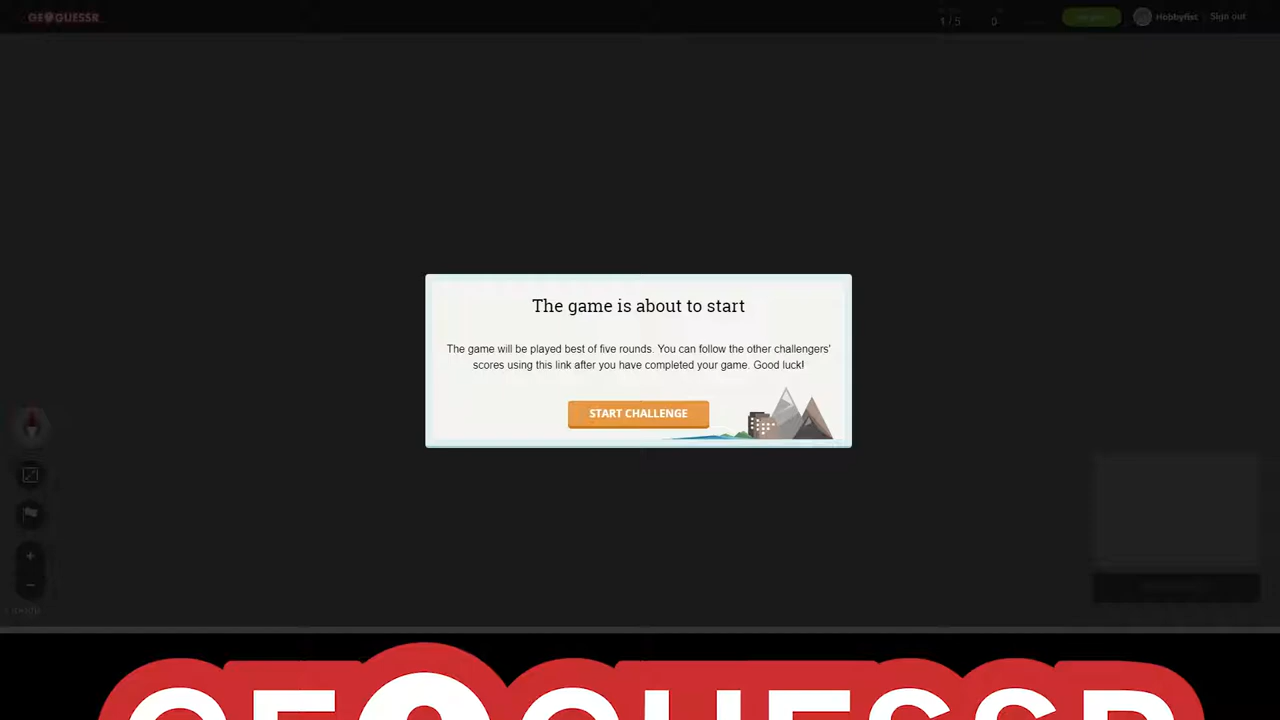 GEOGUESSR
1 / 5
0
Hobbyfist
Sign out
The game is about to start
The game will be played best of five rounds. You can follow the other challengers'
scores using this link after you have completed your game. Good luck!
START CHALLENGE
+
−
GEOGUESSR